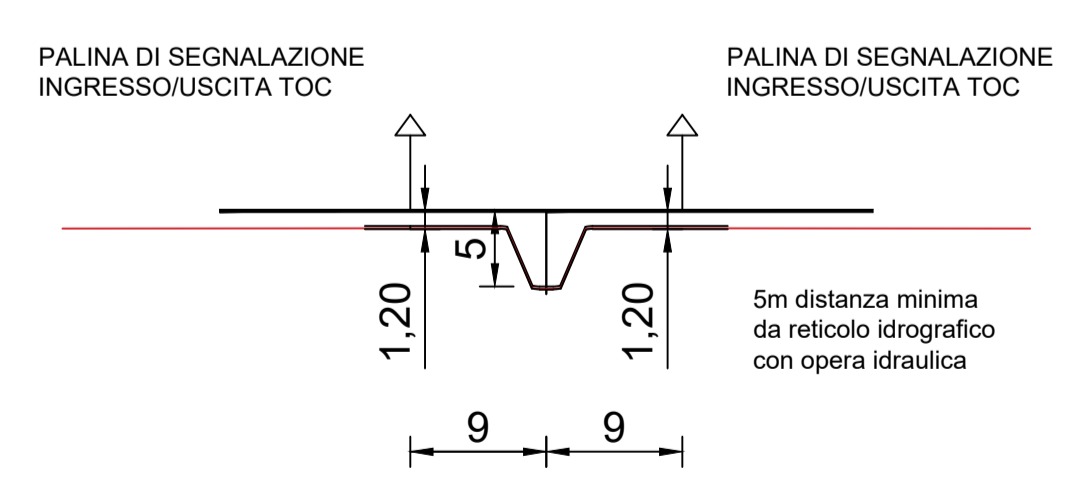 PALINA DI SEGNALAZIONE
INGRESSO/USCITA TOC
PALINA DI SEGNALAZIONE
INGRESSO/USCITA TOC
5
1,20
1,20
5m distanza minima
da reticolo idrografico
con opera idraulica
9
9